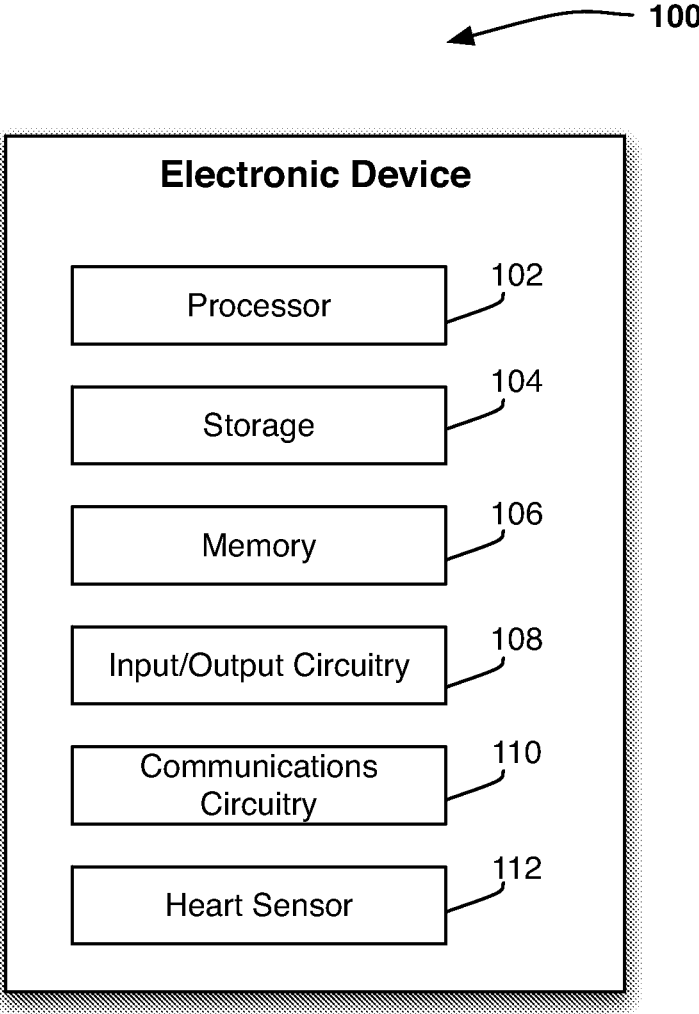 100
Electronic Device
102
Processor
104
Storage
106
Memory
108
Input/Output Circuitry
110
Communications
Circuitry
112
Heart Sensor